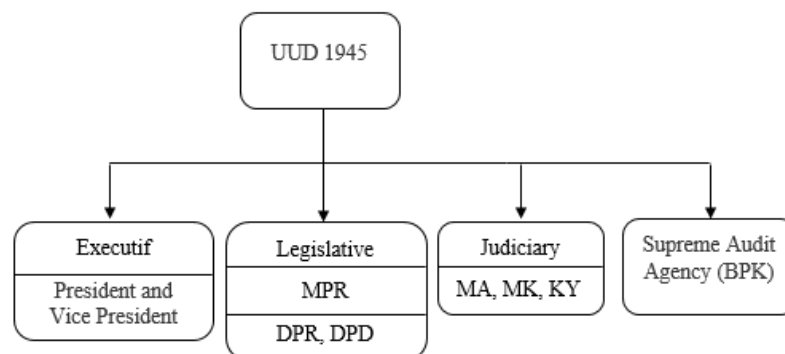 UUD 1945
Executif
President and
Vice President
Legislative
MPR
DPR, DPD
Judiciary
MA, MK, KY
Supreme Audit
Agency (BPK)